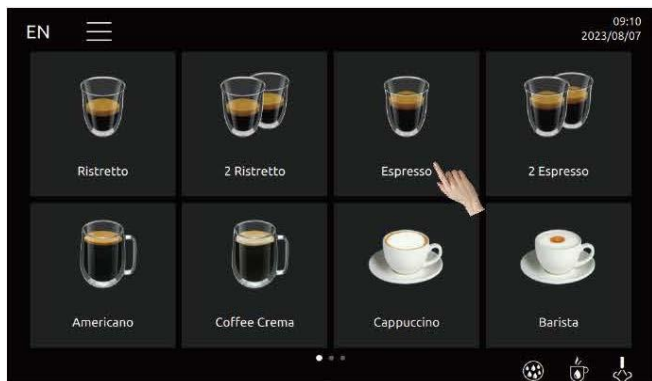 EN
09:10
2023/08/07
Ristretto
2 Ristretto
Espresso
2 Espresso
Americano
Coffee Crema
Cappuccino
Barista